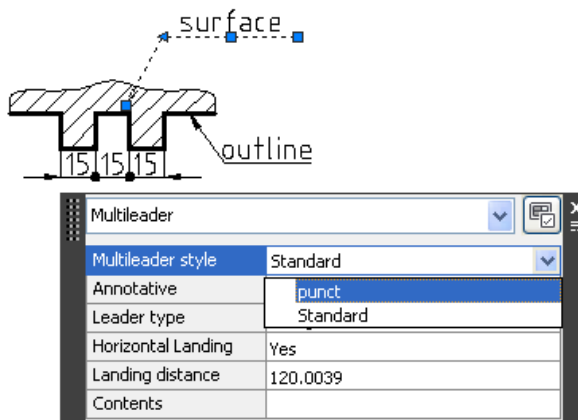 surface
outline
15 15 15
Multileader
Multileader style Standard
Annotative punct
Leader type Standard
Horizontal Landing Yes
Landing distance 120.0039
Contents